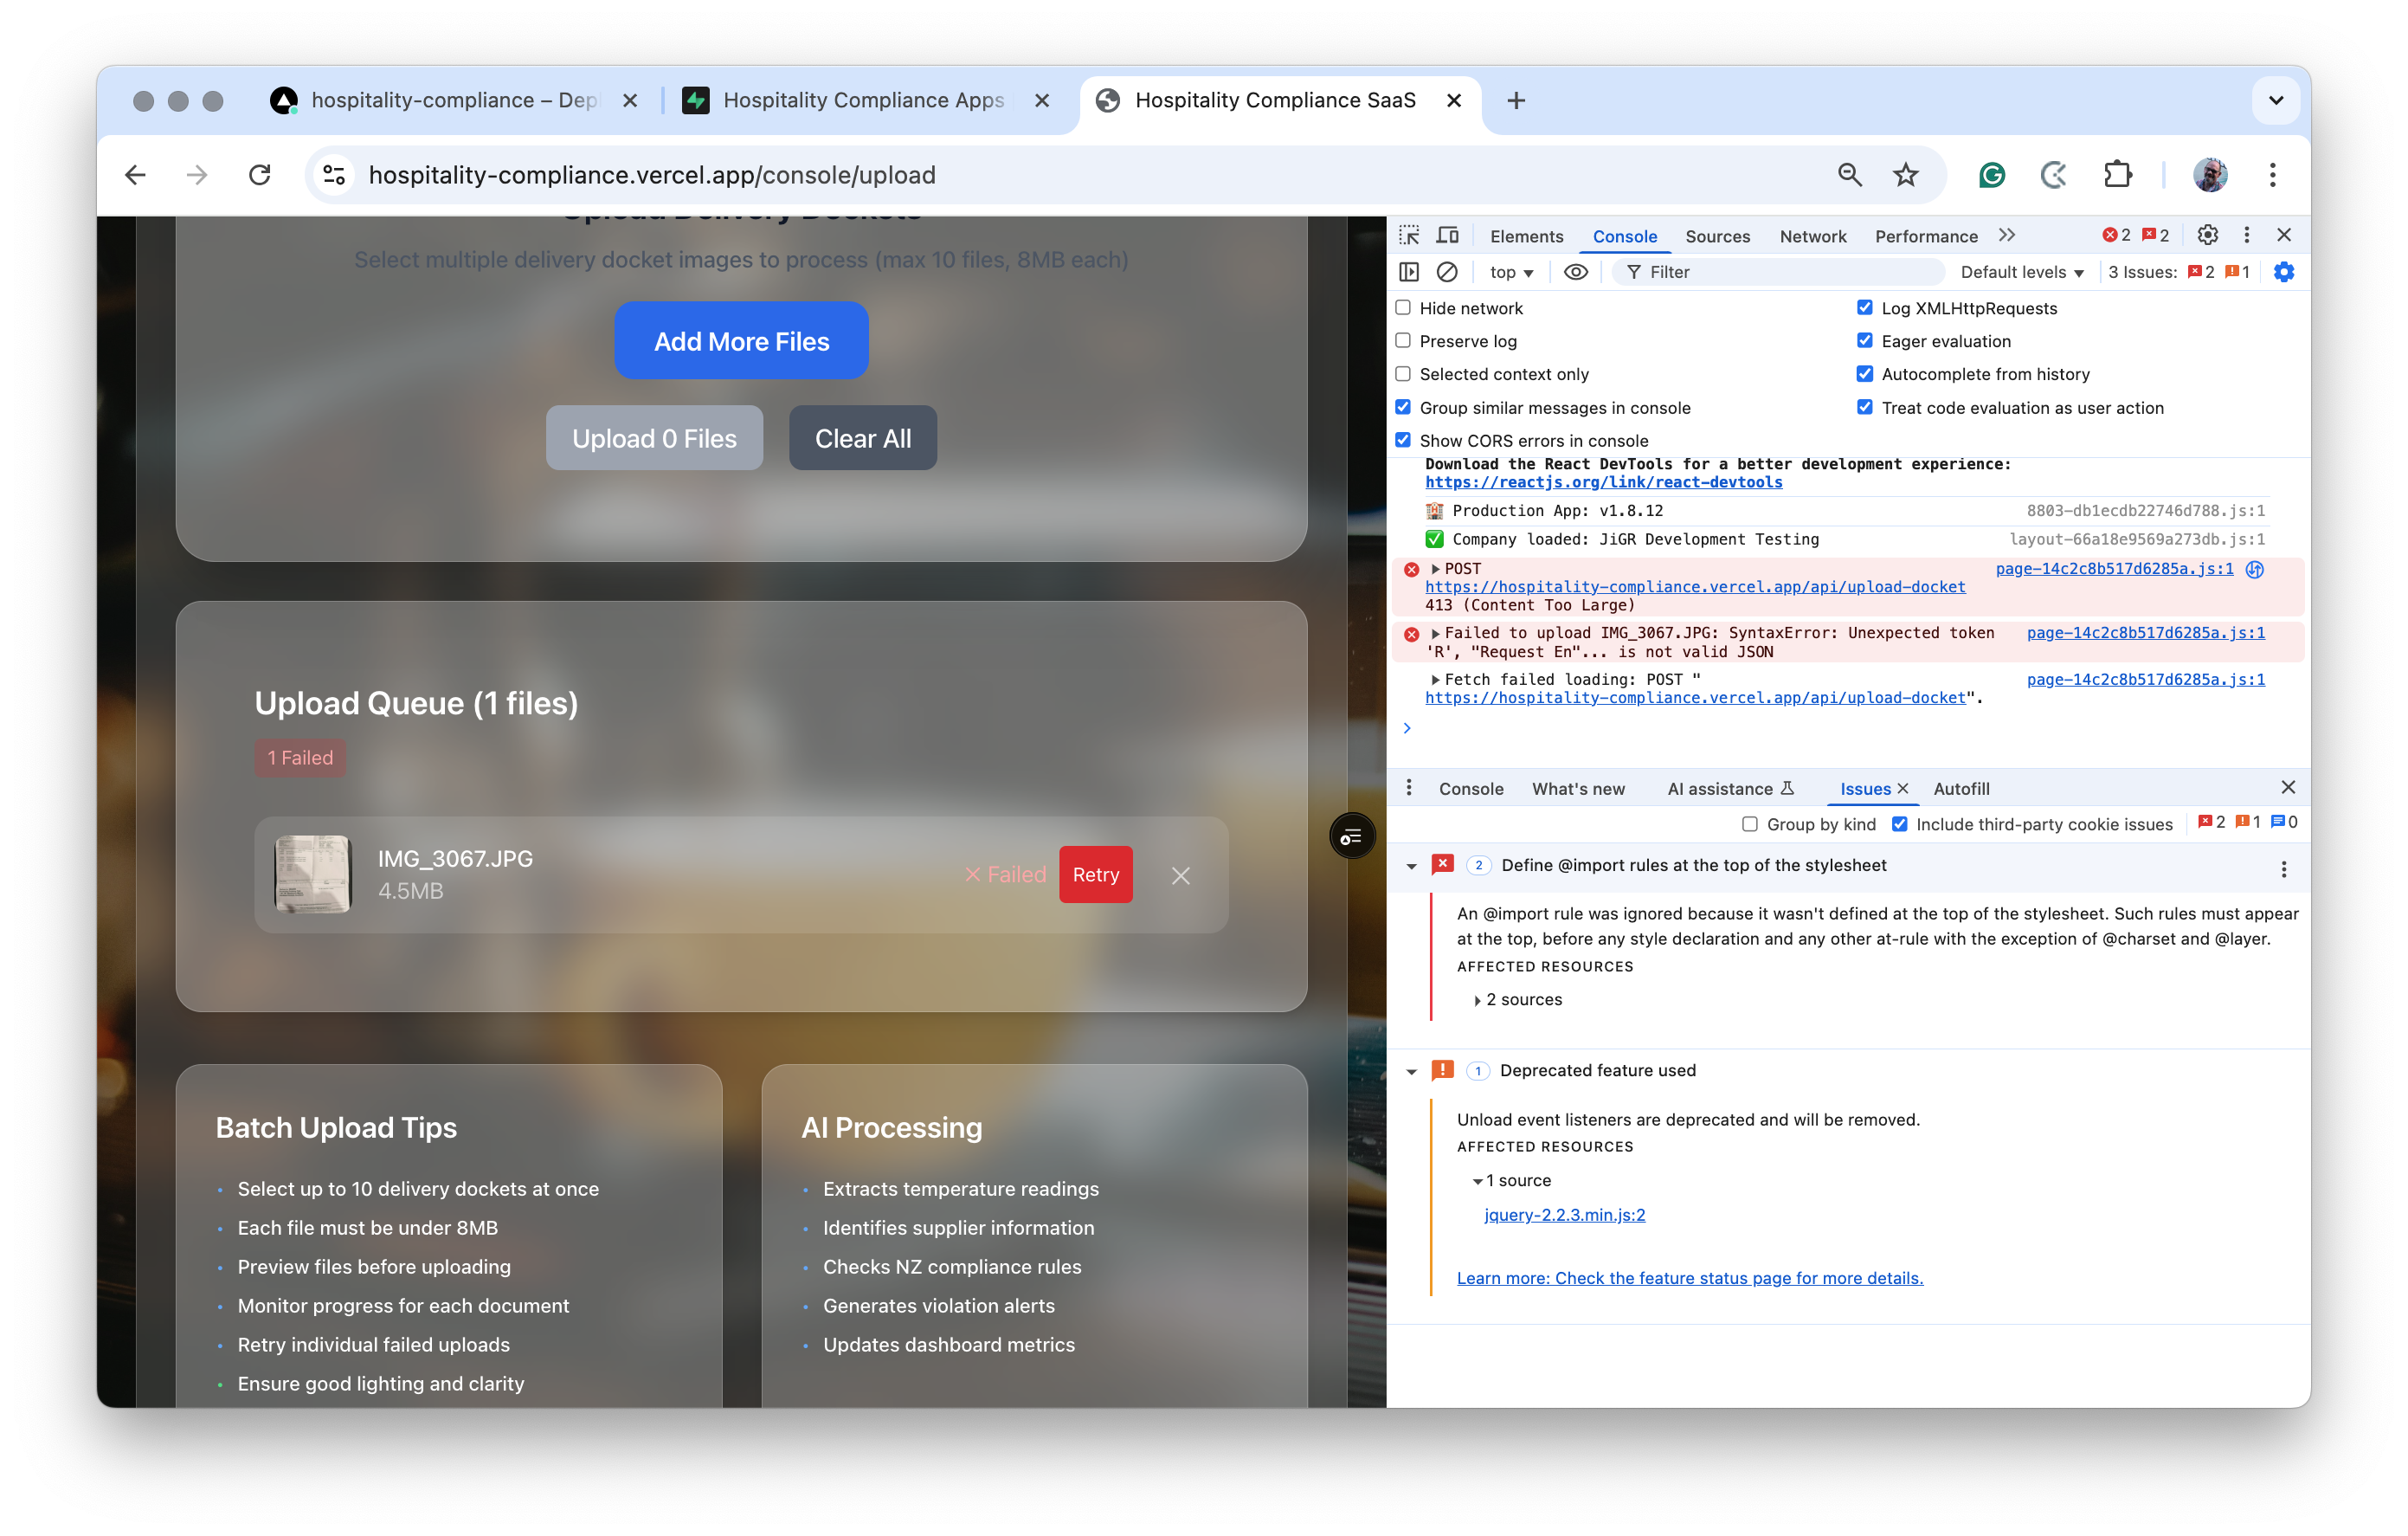 hospitality-compliance – Dep
Hospitality Compliance Apps
Hospitality Compliance SaaS
hospitality-compliance.vercel.app/console/upload
Upload Delivery Dockets
Select multiple delivery docket images to process (max 10 files, 8MB each)
Add More Files
Upload 0 Files
Clear All
Upload Queue (1 files)
1 Failed
IMG_3067.JPG
4.5MB
Failed
Retry
Batch Upload Tips
Select up to 10 delivery dockets at once
Each file must be under 8MB
Preview files before uploading
Monitor progress for each document
Retry individual failed uploads
Ensure good lighting and clarity
AI Processing
Extracts temperature readings
Identifies supplier information
Checks NZ compliance rules
Generates violation alerts
Updates dashboard metrics
Elements Console Sources Network Performance 2 2
top Filter Default levels 3 Issues: 2 1
Hide network
Log XMLHttpRequests
Preserve log
Eager evaluation
Selected context only
Autocomplete from history
Group similar messages in console
Treat code evaluation as user action
Show CORS errors in console
Download the React DevTools for a better development experience:
https://reactjs.org/link/react-devtools
Production App: v1.8.12 8803-db1ecdb22746d788.js:1
Company loaded: JiGR Development Testing layout-66a18e9569a273db.js:1
POST page-14c2c8b517d6285a.js:1
https://hospitality-compliance.vercel.app/api/upload-docket
413 (Content Too Large)
Failed to upload IMG_3067.JPG: SyntaxError: Unexpected token page-14c2c8b517d6285a.js:1
'R', "Request En"... is not valid JSON
Fetch failed loading: POST " page-14c2c8b517d6285a.js:1
https://hospitality-compliance.vercel.app/api/upload-docket".
Console What's new AI assistance Issues Autofill
Group by kind Include third-party cookie issues 2 1 0
2 Define @import rules at the top of the stylesheet
An @import rule was ignored because it wasn't defined at the top of the stylesheet. Such rules must appear
at the top, before any style declaration and any other at-rule with the exception of @charset and @layer.
AFFECTED RESOURCES
2 sources
1 Deprecated feature used
Unload event listeners are deprecated and will be removed.
AFFECTED RESOURCES
1 source
jquery-2.2.3.min.js:2
Learn more: Check the feature status page for more details.